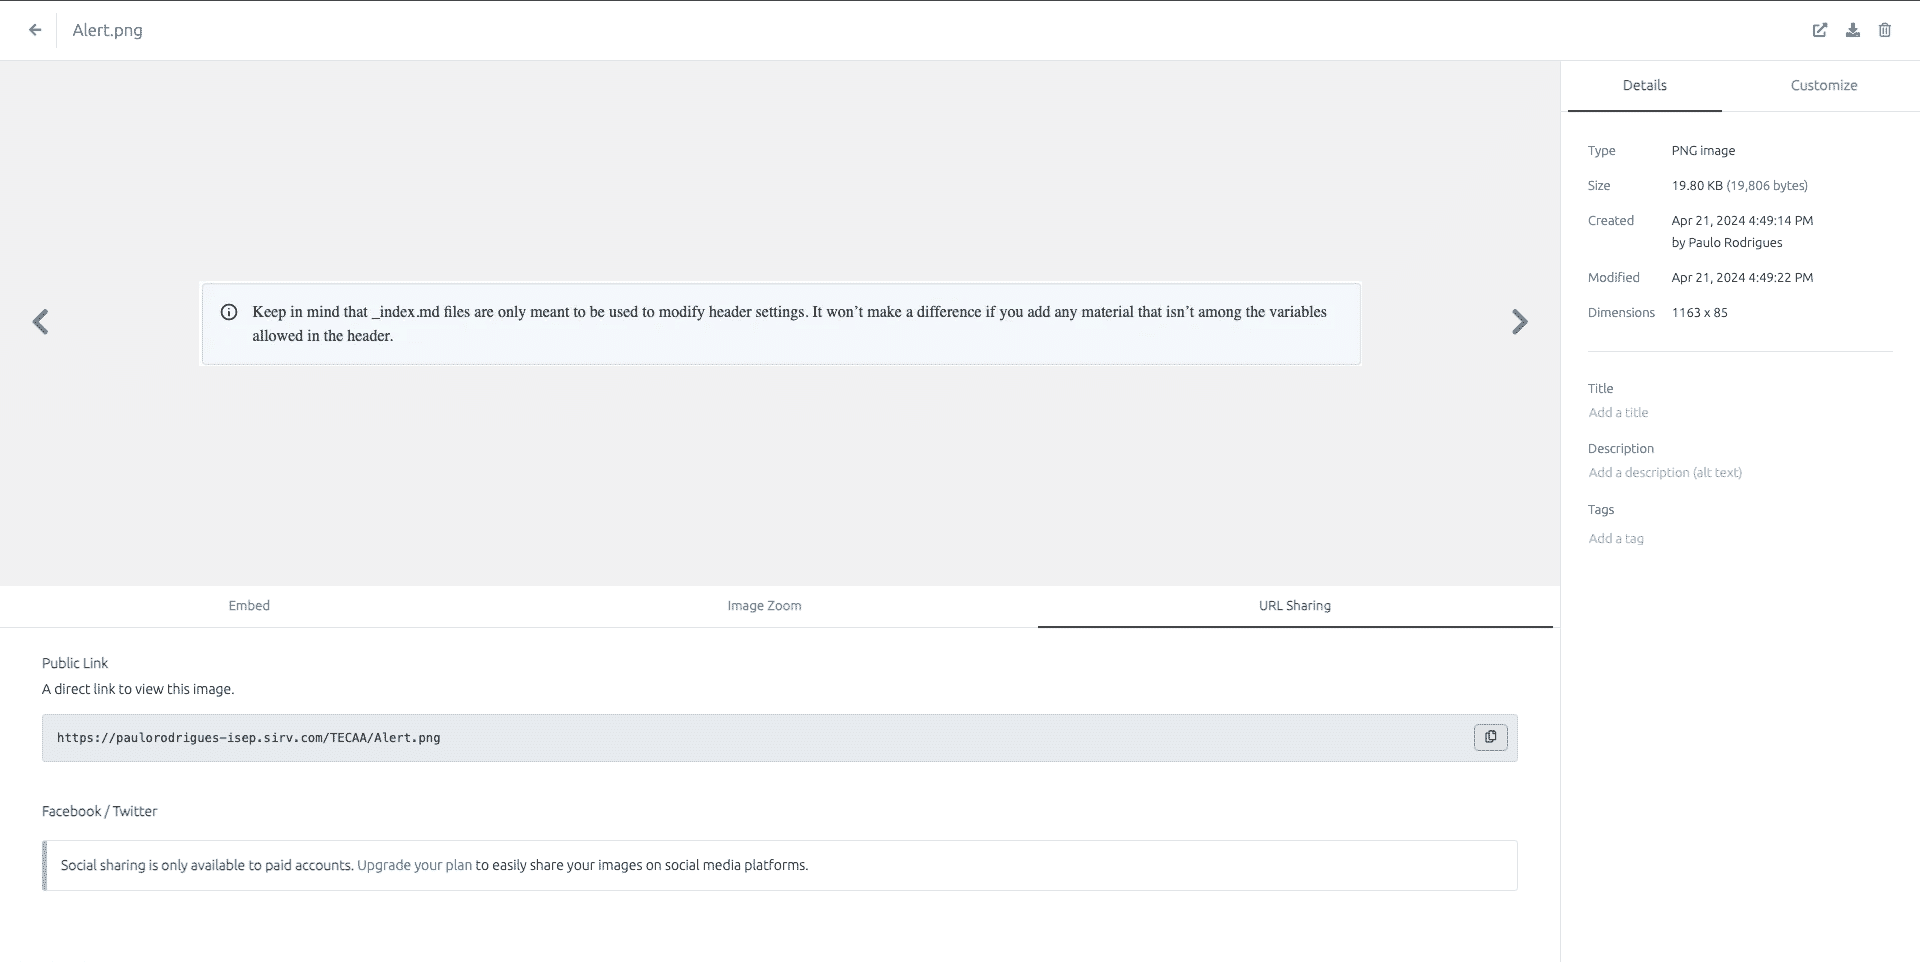 Alert.png
Details
Customize
Type PNG image
Size 19.80 KB (19,806 bytes)
Created Apr 21, 2024 4:49:14 PM
by Paulo Rodrigues
Modified Apr 21, 2024 4:49:22 PM
Dimensions 1163 x 85
Title
Add a title
Description
Add a description (alt text)
Tags
Add a tag
Keep in mind that _index.md files are only meant to be used to modify header settings. It won’t make a difference if you add any material that isn’t among the variables
allowed in the header.
Embed
Image Zoom
URL Sharing
Public Link
A direct link to view this image.
https://paulorodrigues-isep.sirv.com/TECAA/Alert.png
Facebook / Twitter
Social sharing is only available to paid accounts. Upgrade your plan to easily share your images on social media platforms.